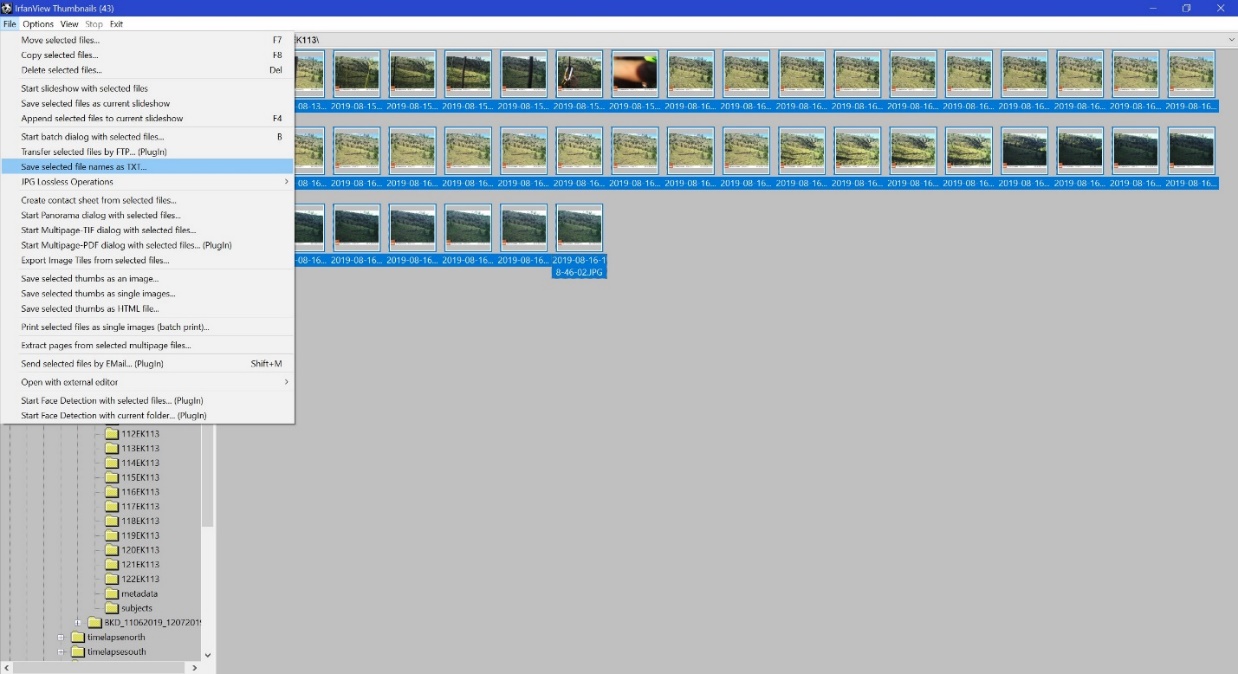 IrfanView Thumbnails (43)
File Options View Stop Exit
Move selected files... F7
Copy selected files... F8
Delete selected files... Del
Start slideshow with selected files
Save selected files as current slideshow
Append selected files to current slideshow F4
Start batch dialog with selected files... B
Transfer selected files by FTP... (PlugIn)
Save selected file names as TXT...
JPG Lossless Operations
Create contact sheet from selected files...
Start Panorama dialog with selected files...
Start Multipage-TIF dialog with selected files...
Start Multipage-PDF dialog with selected files... (PlugIn)
Export Image Tiles from selected files...
Save selected thumbs as an image...
Save selected thumbs as single images...
Save selected thumbs as HTML file...
Print selected files as single images (batch print)...
Extract pages from selected multipage files...
Send selected files by EMail... (PlugIn) Shift+M
Open with external editor
Start Face Detection with selected files... (PlugIn)
Start Face Detection with current folder... (PlugIn)
K113\
-08-13... 2019-08-15... 2019-08-15... 2019-08-15... 2019-08-15... 2019-08-15... 2019-08-15... 2019-08-16... 2019-08-16... 2019-08-16... 2019-08-16... 2019-08-16... 2019-08-16... 2019-08-16... 2019-08-16... 2019-08-16... 2019-08-16...
08-16... 2019-08-16... 2019-08-16... 2019-08-16... 2019-08-16... 2019-08-16... 2019-08-16... 2019-08-16... 2019-08-16... 2019-08-16... 2019-08-16... 2019-08-16... 2019-08-16... 2019-08-16... 2019-08-16... 2019-08-16... 2019-08-16...
-08-16... 2019-08-16... 2019-08-16... 2019-08-16... 2019-08-16... 2019-08-16-1
8-46-02.JPG
112EK113
113EK113
114EK113
115EK113
116EK113
117EK113
118EK113
119EK113
120EK113
121EK113
122EK113
metadata
subjects
BKD_11062019_1207201
timelapsenorth
timelapsesouth